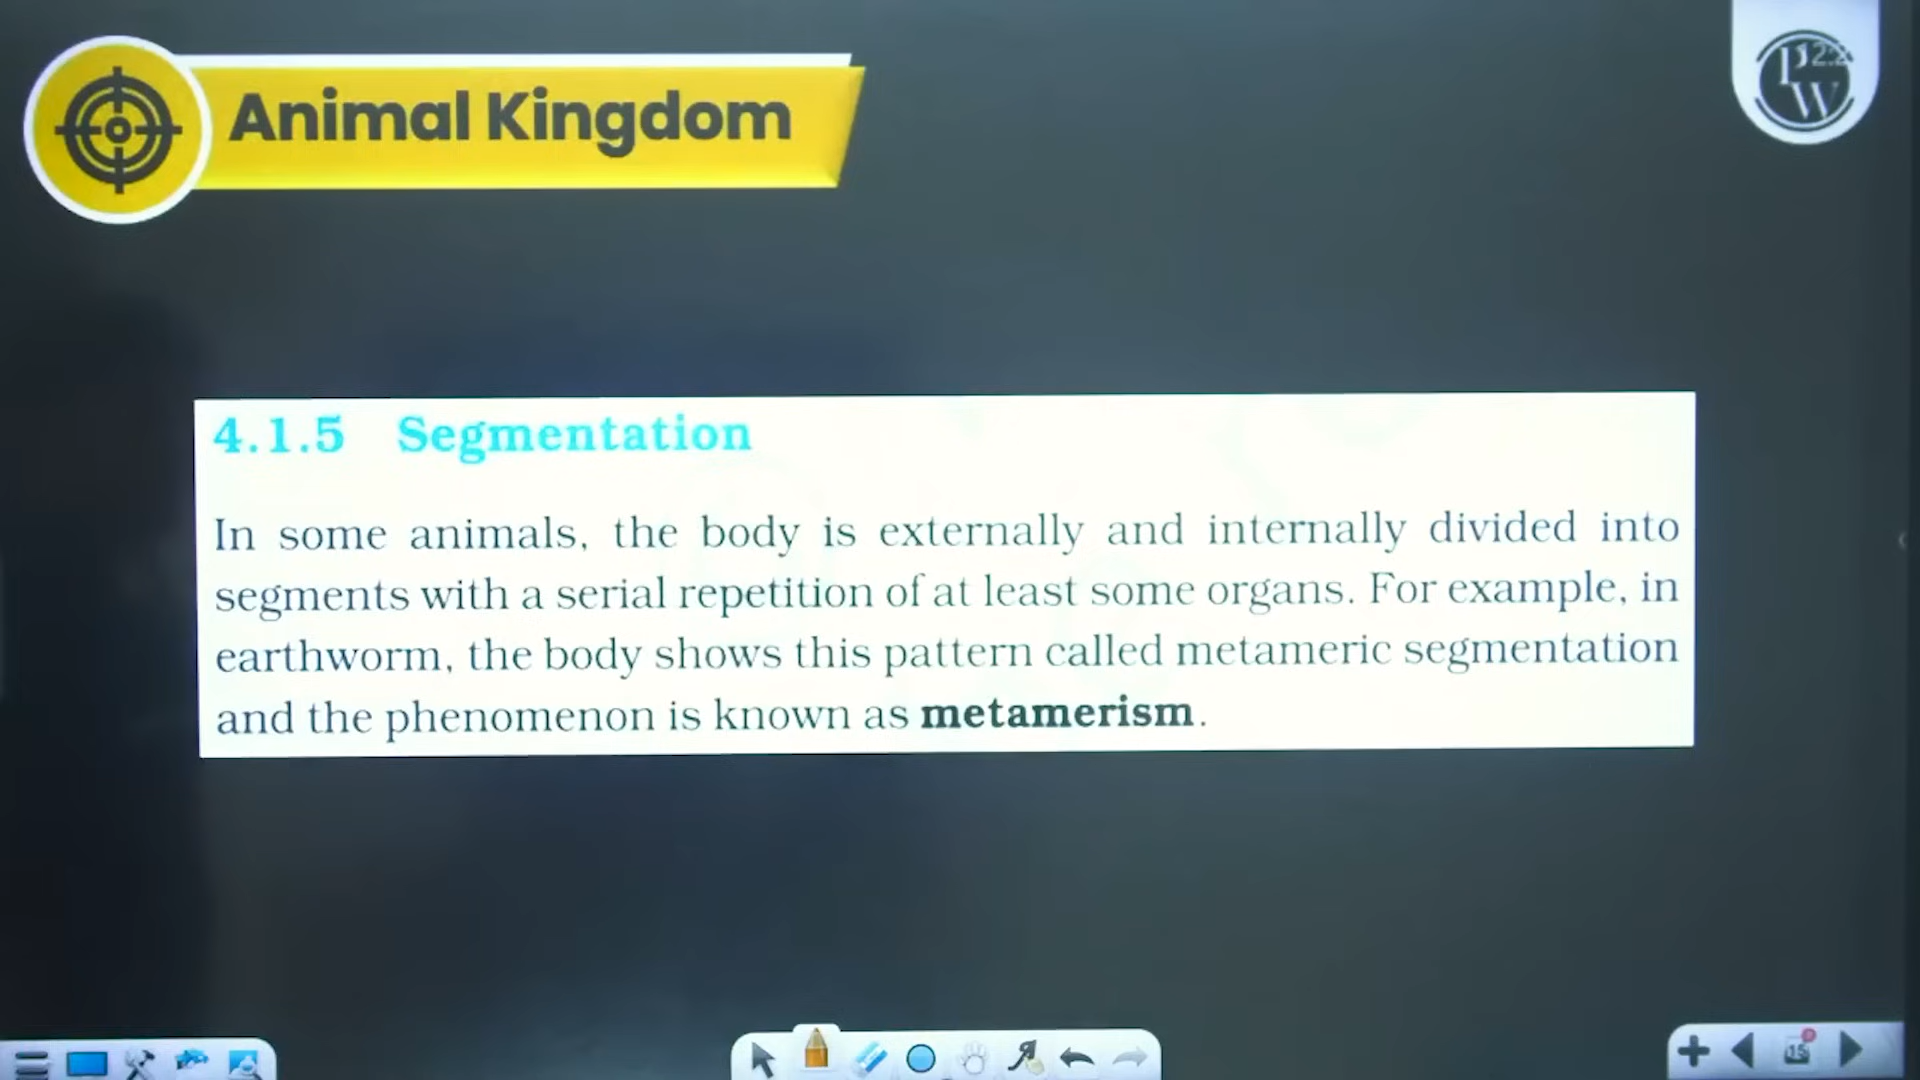 Animal Kingdom
PW
4.1.5 Segmentation
In some animals, the body is externally and internally divided into
segments with a serial repetition of at least some organs. For example, in
earthworm, the body shows this pattern called metameric segmentation
and the phenomenon is known as metamerism.
15